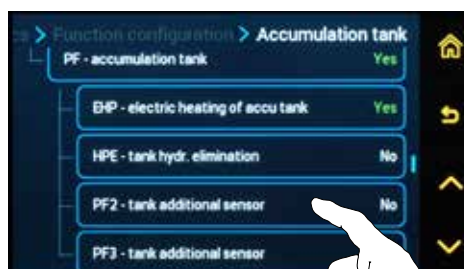 > Function configuration > Accumulation tank
PF - accumulation tank Yes
EHP - electric heating of accu tank Yes
HPE - tank hydr. elimination No
PF2 - tank additional sensor No
PF3 - tank additional sensor